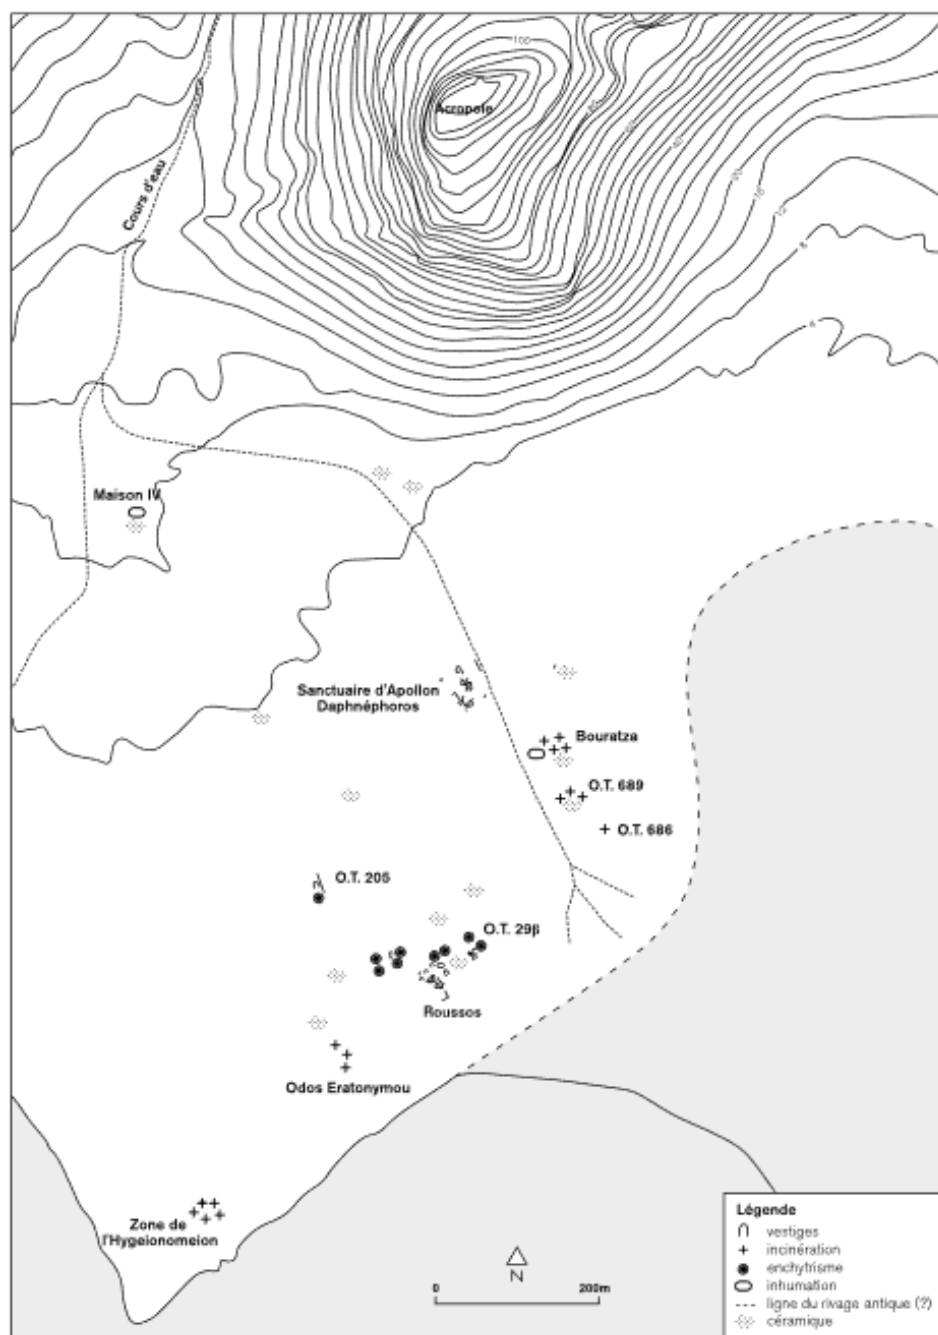 100
Acropole
Cours d'eau
Maison IV
Sanctuaire d'Apollon
Daphnéphoros
Bouratza
O.T. 689
O.T. 686
O.T. 205
O.T. 29β
Roussos
Odos Eratonymou
Zone de
l'Hygeionomeion
N
0 200m
Légende
vestiges
incinération
enchytrisme
inhumation
ligne du rivage antique (?)
céramique